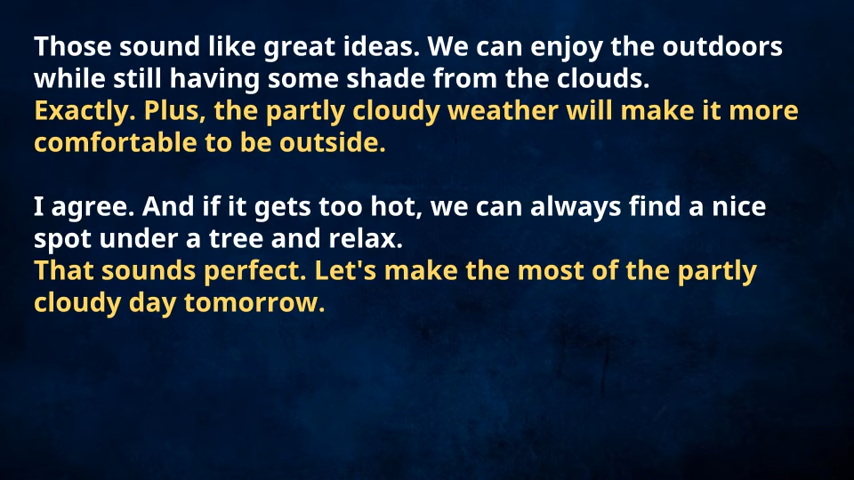 Those sound like great ideas. We can enjoy the outdoors
while still having some shade from the clouds.
Exactly. Plus, the partly cloudy weather will make it more
comfortable to be outside.
I agree. And if it gets too hot, we can always find a nice
spot under a tree and relax.
That sounds perfect. Let's make the most of the partly
cloudy day tomorrow.